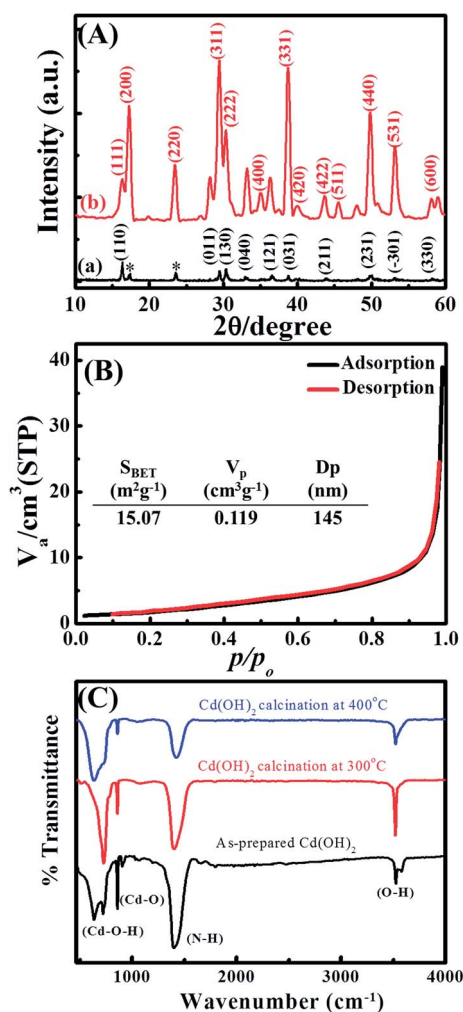 (A)
Intensity (a.u.)
(111)
(200)
(220)
(311)
(222)
(400)
(331)
(420)
(422)
(511)
(440)
(531)
(600)
(b)
(a)
(110)
*
*
(011)
(130)
(040)
(121)
(031)
(211)
(231)
(-301)
(330)
10 20 30 40 50 60
2θ/degree
(B)
Adsorption
Desorption
V_a/cm³(STP)
40
30
20
10
0
S_BET V_p Dp
(m²g⁻¹) (cm³g⁻¹) (nm)
15.07 0.119 145
0.0 0.2 0.4 0.6 0.8 1.0
p/p_o
(C)
% Transmittance
Cd(OH)₂ calcination at 400°C
Cd(OH)₂ calcination at 300°C
As-prepared Cd(OH)₂
(Cd-O)
(O-H)
(Cd-O-H)
(N-H)
1000 2000 3000 4000
Wavenumber (cm⁻¹)